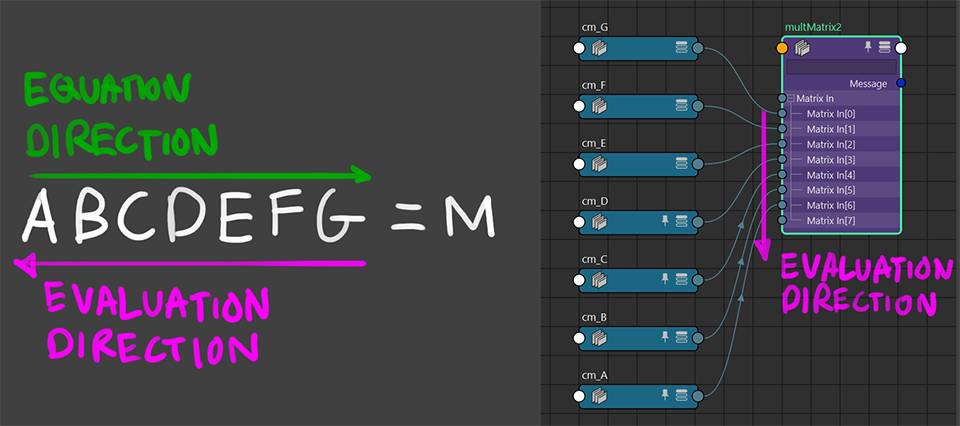 EQUATION
DIRECTION
ABCDEFG = M
EVALUATION
DIRECTION
cm_G
cm_F
cm_E
cm_D
cm_C
cm_B
cm_A
multMatrix2
Message
Matrix In
Matrix In[0]
Matrix In[1]
Matrix In[2]
Matrix In[3]
Matrix In[4]
Matrix In[5]
Matrix In[6]
Matrix In[7]
EVALUATION
DIRECTION